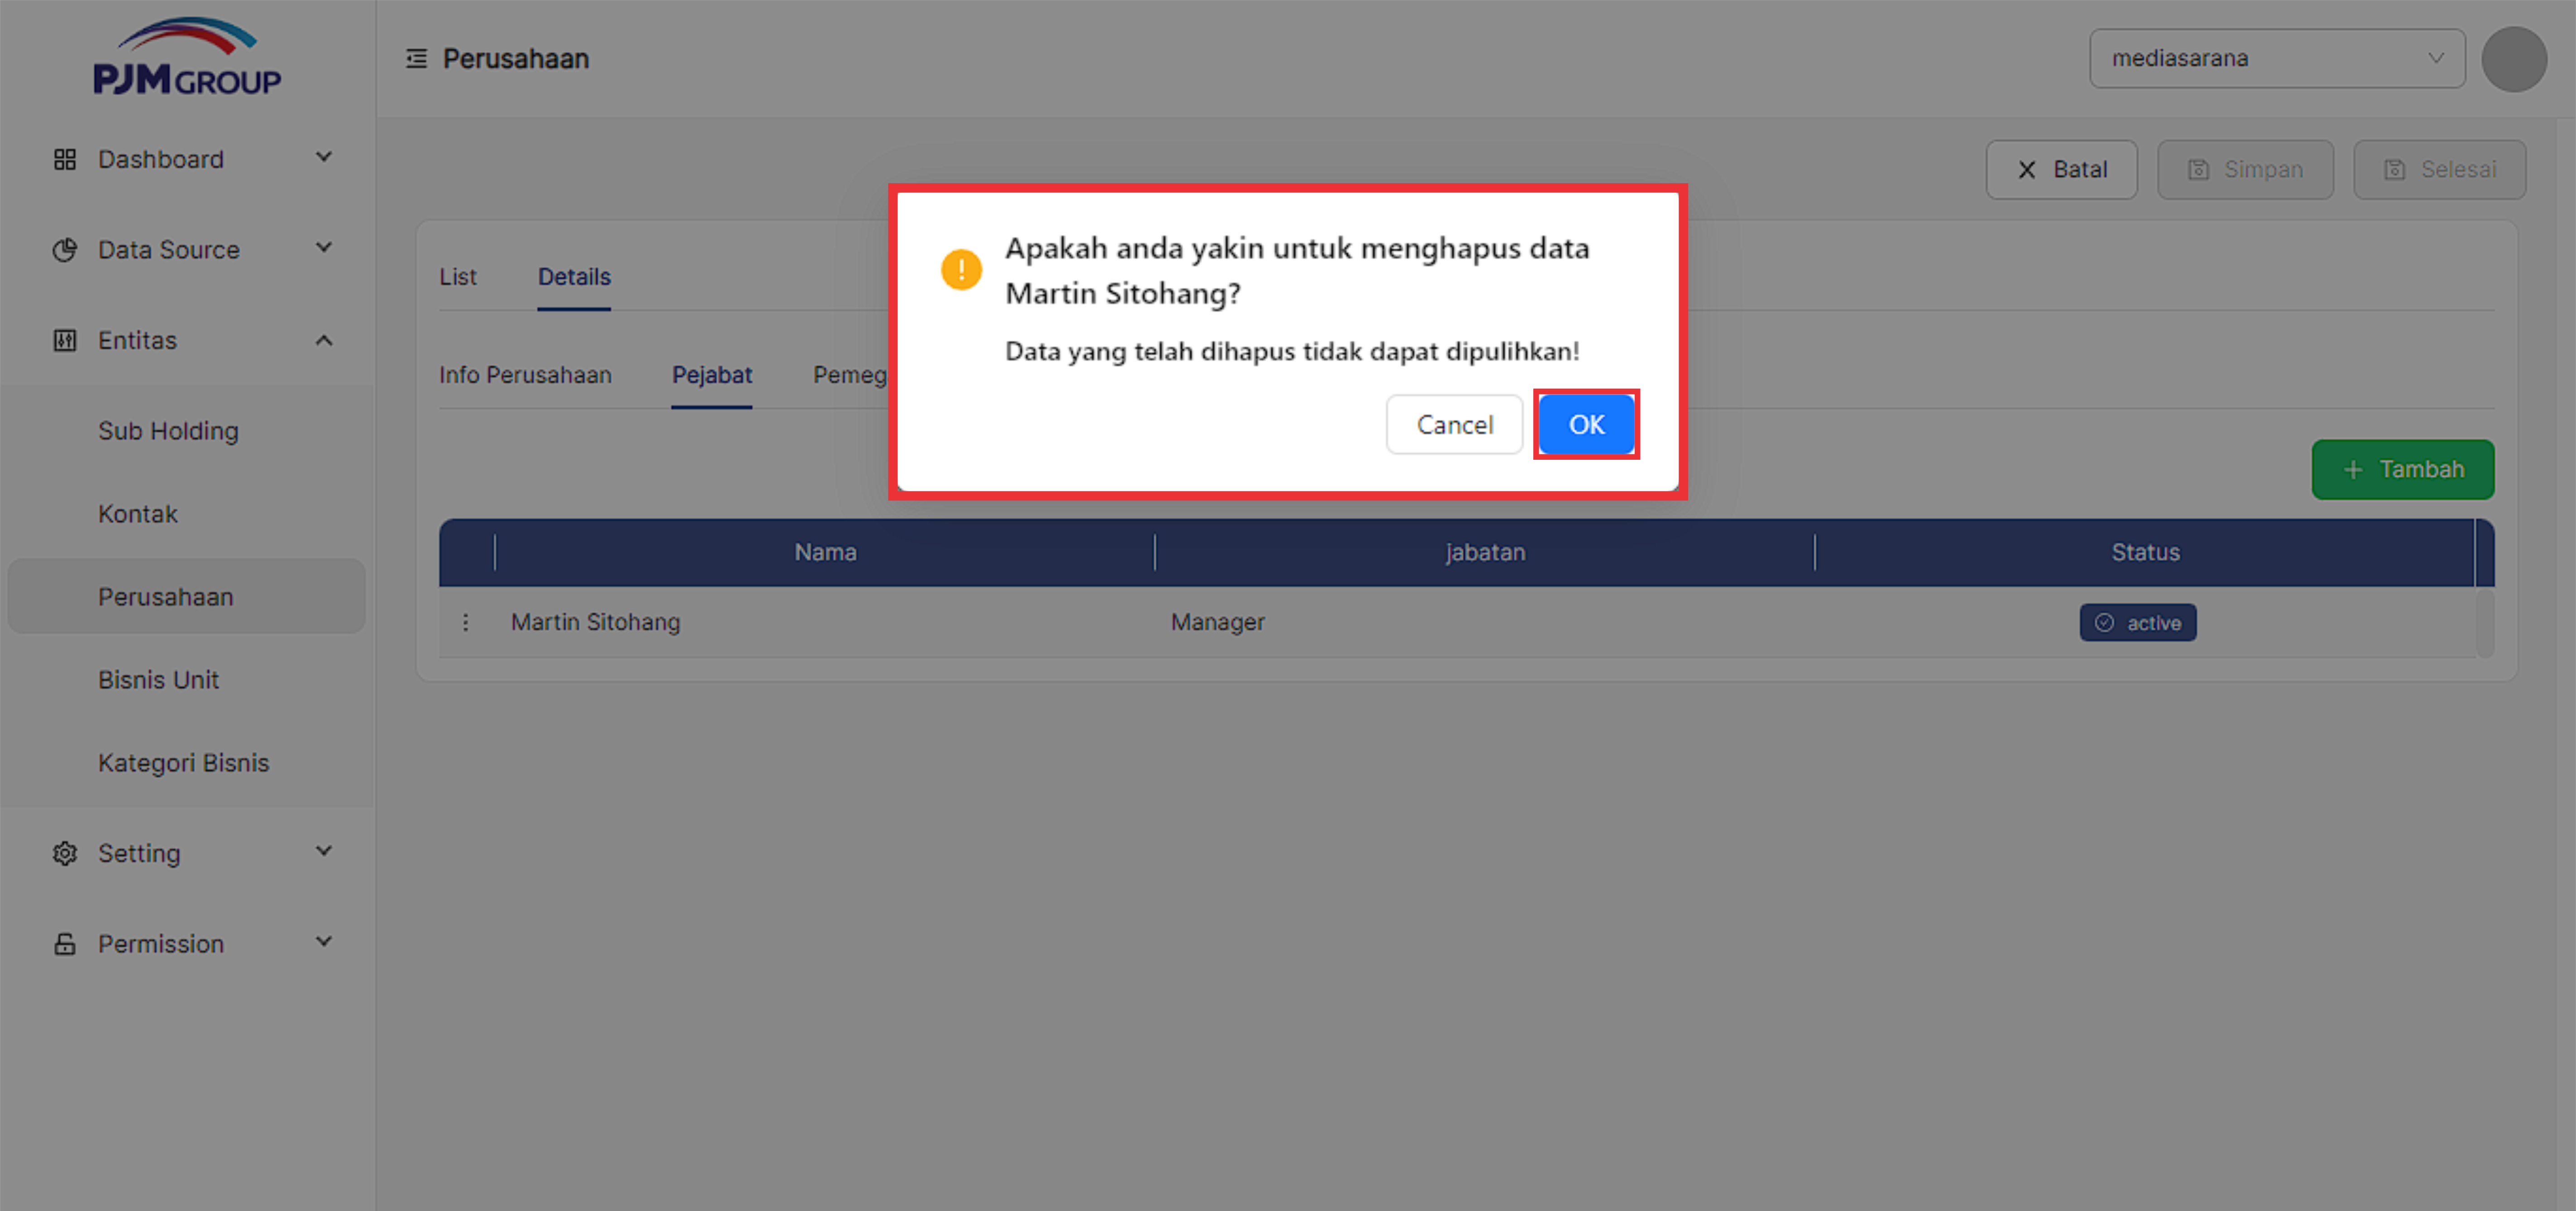 PJM GROUP
Perusahaan
mediasarana
Dashboard
Data Source
Entitas
Sub Holding
Kontak
Perusahaan
Bisnis Unit
Kategori Bisnis
Setting
Permission
Batal
Simpan
Selesai
List
Details
Info Perusahaan
Pejabat
Pemeg
Apakah anda yakin untuk menghapus data
Martin Sitohang?
Data yang telah dihapus tidak dapat dipulihkan!
Cancel
OK
+ Tambah
Nama
jabatan
Status
Martin Sitohang
Manager
active